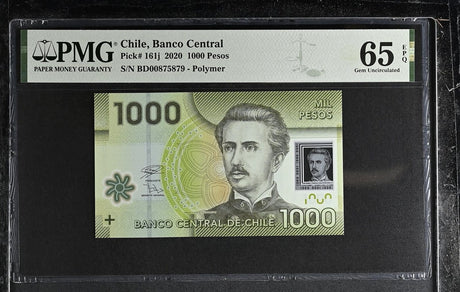 PMG
PAPER MONEY GUARANTY
Chile, Banco Central
Pick# 161j 2020 1000 Pesos
S/N BD00875879 - Polymer
65 EPQ
Gem Uncirculated
1000
MIL
PESOS
BANCO CENTRAL DE CHILE
1000